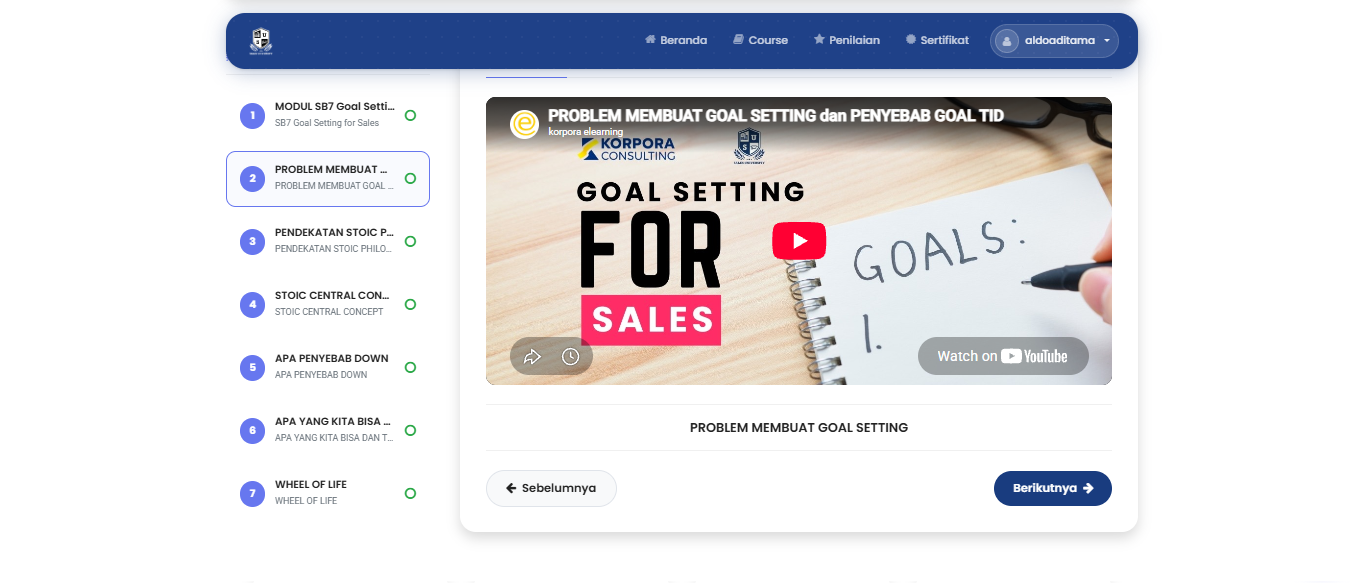 Beranda
Course
Penilaian
Sertifikat
aldoaditama
1
MODUL SB7 Goal Setti...
SB7 Goal Setting for Sales
2
PROBLEM MEMBUAT ...
PROBLEM MEMBUAT GOAL ...
3
PENDEKATAN STOIC P...
PENDEKATAN STOIC PHILO...
4
STOIC CENTRAL CON...
STOIC CENTRAL CONCEPT
5
APA PENYEBAB DOWN
APA PENYEBAB DOWN
6
APA YANG KITA BISA ...
APA YANG KITA BISA DAN T...
7
WHEEL OF LIFE
WHEEL OF LIFE
PROBLEM MEMBUAT GOAL SETTING dan PENYEBAB GOAL TID
korpora elearning
KORPORA
CONSULTING
GOAL SETTING
FOR
SALES
GOALS:
1.
Watch on YouTube
PROBLEM MEMBUAT GOAL SETTING
Sebelumnya
Berikutnya